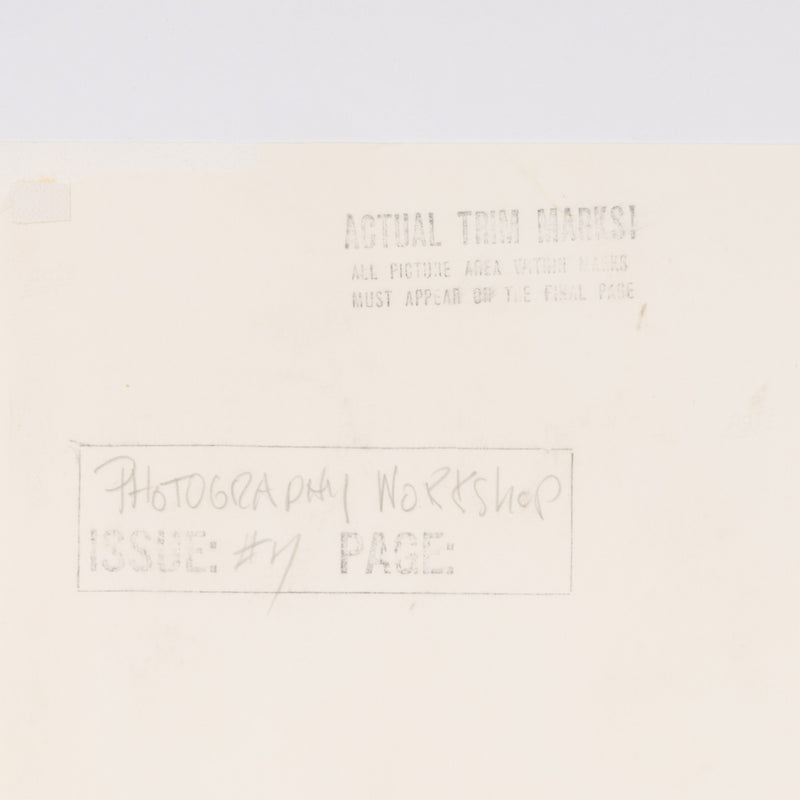 ACTUAL TRIM MARKS!
ALL PICTURE AREA WITHIN MARKS
MUST APPEAR ON THE FINAL PAGE
PHOTOGRAPHY WORKSHOP
ISSUE: #4 PAGE: